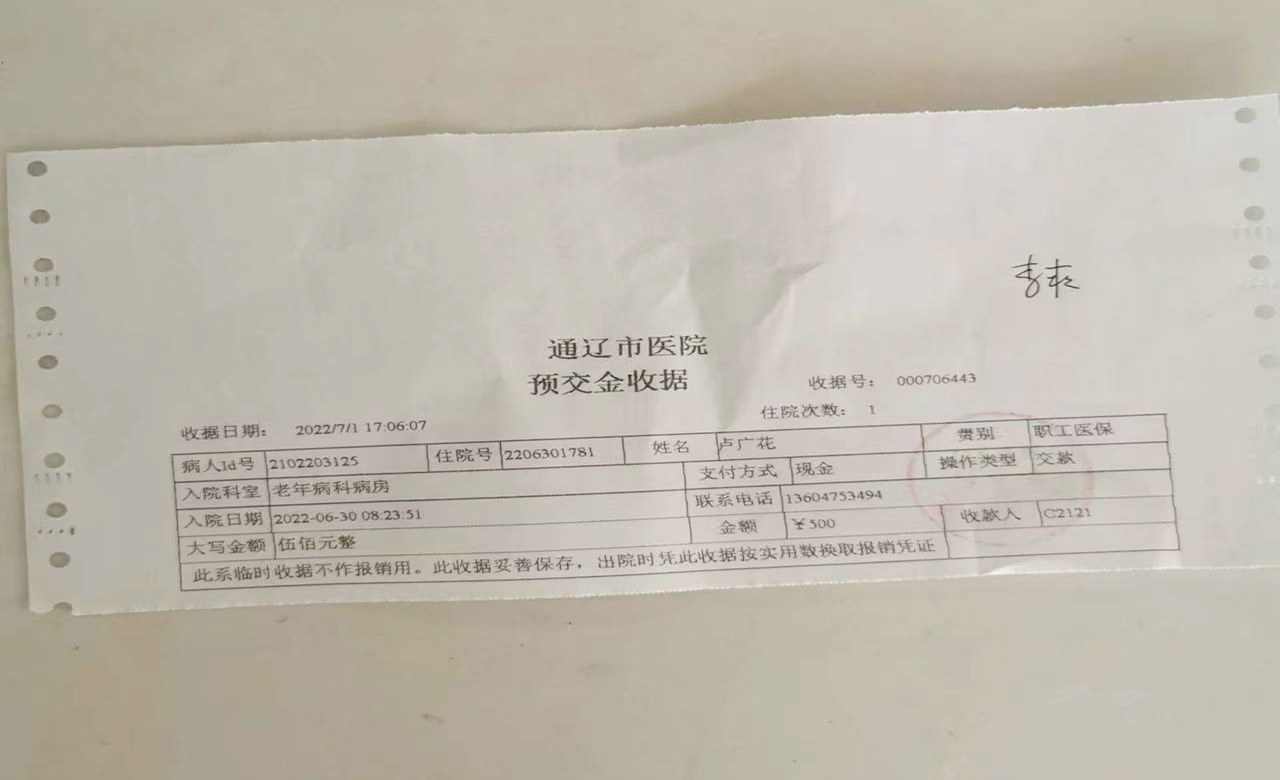 通辽市医院
预交金收据
收据号： 000706443
收据日期： 2022/7/1 17:06:07 住院次数： 1
病人Id号 2102203125 住院号 2206301781 姓名 卢广花 费别 职工医保
入院科室 老年病科病房 支付方式 现金 操作类型 交款
入院日期 2022-06-30 08:23:51 联系电话 13604753494
大写金额 伍佰元整 金额 ￥500 收款人 C2121
此系临时收据不作报销用。此收据妥善保存，出院时凭此收据按实用数换取报销凭证